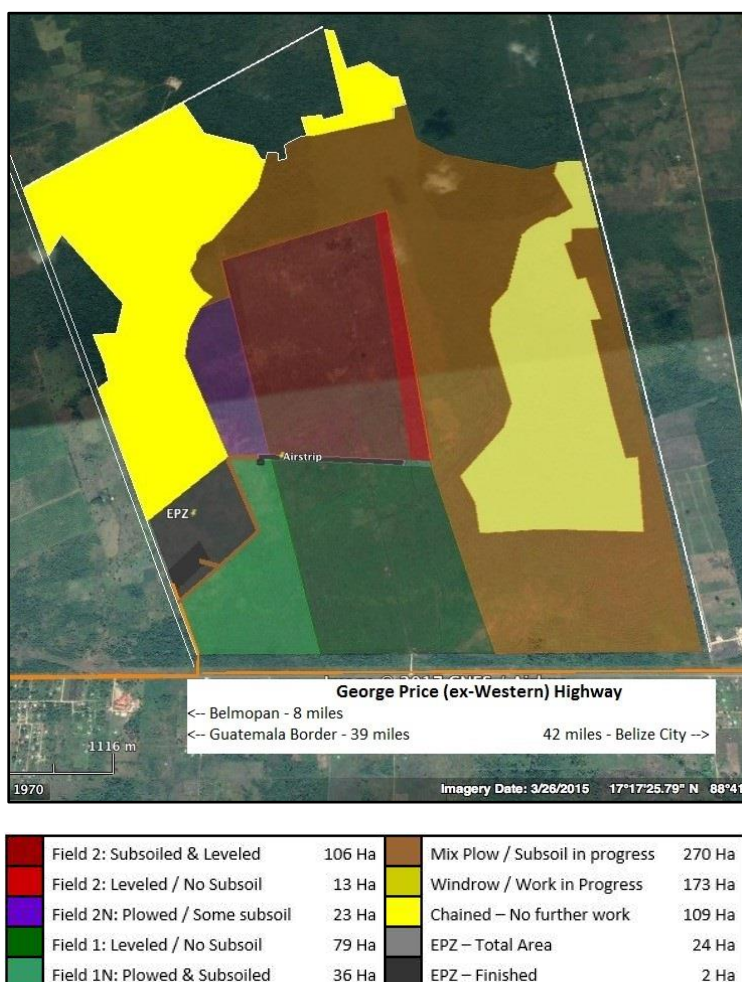 Airstrip
EPZ
George Price (ex-Western) Highway
<-- Belmopan - 8 miles
<-- Guatemala Border - 39 miles 42 miles - Belize City -->
1116 m
1970
Imagery Date: 3/26/2015 17°17'25.79" N 88°41
Field 2: Subsoiled & Leveled 106 Ha
Mix Plow / Subsoil in progress 270 Ha
Field 2: Leveled / No Subsoil 13 Ha
Windrow / Work in Progress 173 Ha
Field 2N: Plowed / Some subsoil 23 Ha
Chained – No further work 109 Ha
Field 1: Leveled / No Subsoil 79 Ha
EPZ – Total Area 24 Ha
Field 1N: Plowed & Subsoiled 36 Ha
EPZ – Finished 2 Ha